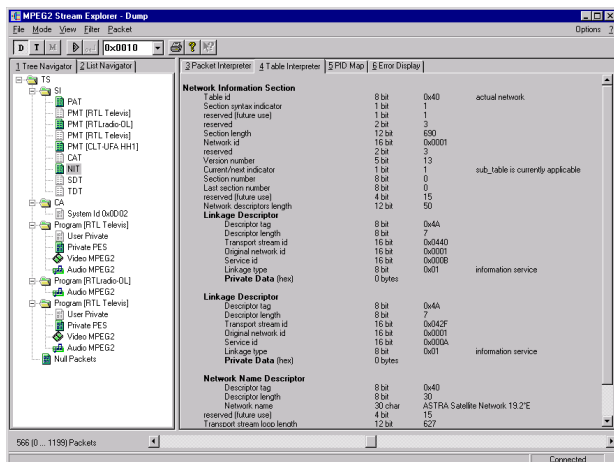 MPEG2 Stream Explorer - Dump
File Mode View Filter Packet Options ?
D T M 0x0010
1 Tree Navigator 2 List Navigator
TS
SI
PAT
PMT [RTL Televis]
PMT [RTLradio-OL]
PMT [RTL Televis]
PMT [CLT-UFA HH1]
CAT
NIT
SDT
TDT
CA
System Id 0x0D02
Program [RTL Televis]
User Private
Private PES
Video MPEG2
Audio MPEG2
Program [RTLradio-OL]
Audio MPEG2
Program [RTL Televis]
User Private
Private PES
Video MPEG2
Audio MPEG2
Null Packets
3 Packet Interpreter 4 Table Interpreter 5 PID Map 6 Error Display
Network Information Section
Table id 8 bit 0x40 actual network
Section syntax indicator 1 bit 1
reserved (future use) 1 bit 1
reserved 2 bit 3
Section length 12 bit 690
Network id 16 bit 0x0001
reserved 2 bit 3
Version number 5 bit 13
Current/next indicator 1 bit 1 sub_table is currently applicable
Section number 8 bit 0
Last section number 8 bit 0
reserved (future use) 4 bit 15
Network descriptors length 12 bit 50
Linkage Descriptor
Descriptor tag 8 bit 0x4A
Descriptor length 8 bit 7
Transport stream id 16 bit 0x0440
Original network id 16 bit 0x0001
Service id 16 bit 0x000B
Linkage type 8 bit 0x01 information service
Private Data (hex) 0 bytes
Linkage Descriptor
Descriptor tag 8 bit 0x4A
Descriptor length 8 bit 7
Transport stream id 16 bit 0x042F
Original network id 16 bit 0x0001
Service id 16 bit 0x000A
Linkage type 8 bit 0x01 information service
Private Data (hex) 0 bytes
Network Name Descriptor
Descriptor tag 8 bit 0x40
Descriptor length 8 bit 30
Network name 30 char ASTRA Satellite Network 19.2°E
reserved (future use) 4 bit 15
Transport stream loop length 12 bit 627
566 (0 ... 1199) Packets
Connected